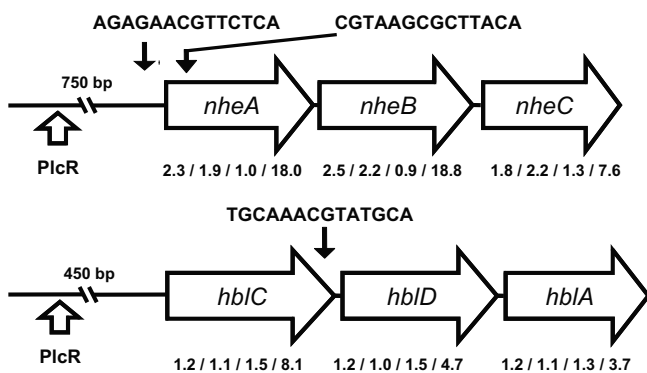 AGAGAACGTTCTCA CGTAAGCGCTTACA
750 bp
nheA nheB nheC
PlcR
2.3 / 1.9 / 1.0 / 18.0 2.5 / 2.2 / 0.9 / 18.8 1.8 / 2.2 / 1.3 / 7.6
TGCAAACGTATGCA
450 bp
hblC hblD hblA
PlcR
1.2 / 1.1 / 1.5 / 8.1 1.2 / 1.0 / 1.5 / 4.7 1.2 / 1.1 / 1.3 / 3.7